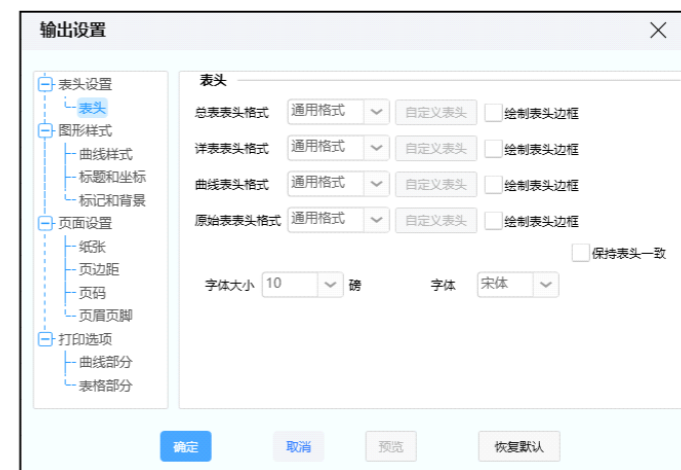 输出设置
表头设置
表头
图形样式
曲线样式
标题和坐标
标记和背景
页面设置
纸张
页边距
页码
页眉页脚
打印选项
曲线部分
表格部分
表头
总表表头格式 通用格式 自定义表头 绘制表头边框
详表表头格式 通用格式 自定义表头 绘制表头边框
曲线表头格式 通用格式 自定义表头 绘制表头边框
原始表表头格式 通用格式 自定义表头 绘制表头边框
保持表头一致
字体大小 10 磅 字体 宋体
确定 取消 预览 恢复默认